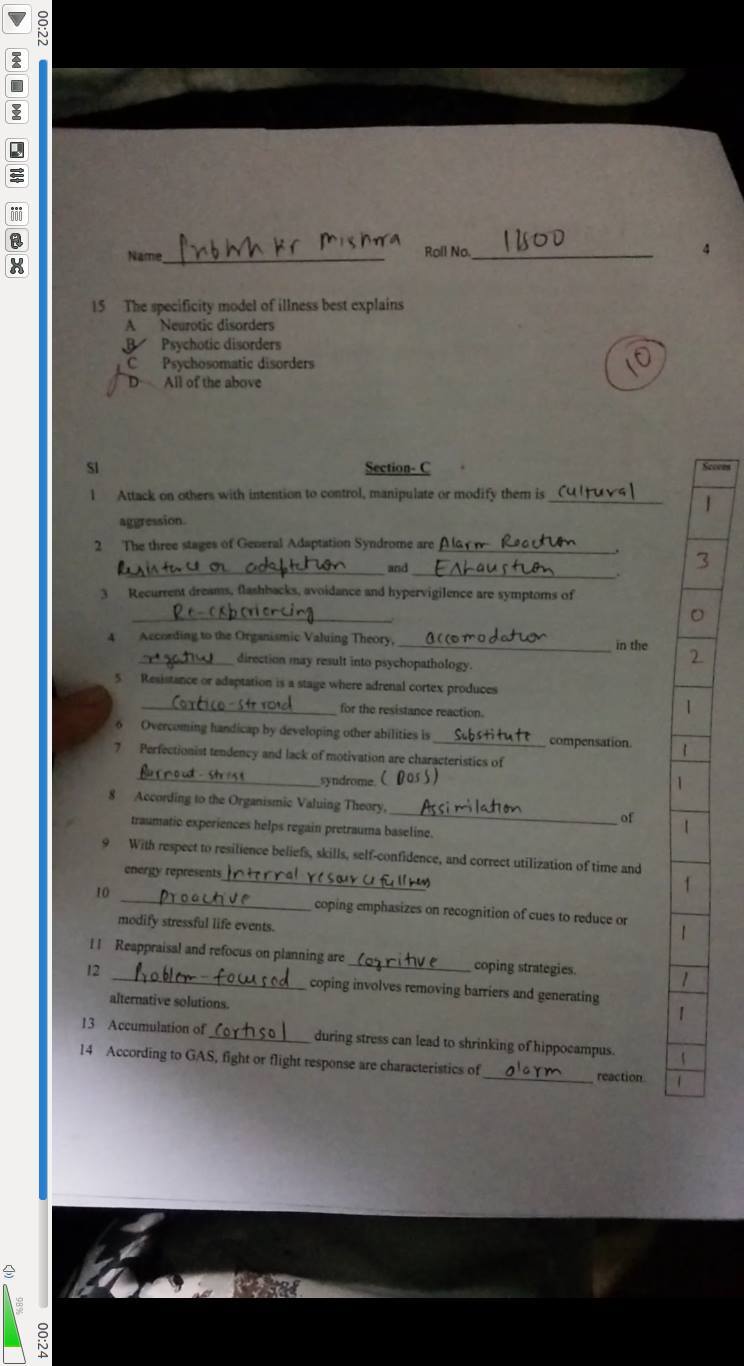 00:22
Name Mishra Roll No. 11800 4
15 The specificity model of illness best explains
A Neurotic disorders
B Psychotic disorders
C Psychosomatic disorders
D All of the above
10
Sl Section- C Scores
1 Attack on others with intention to control, manipulate or modify them is cultural 1
aggression.
2 The three stages of General Adaptation Syndrome are Alarm Reaction,
Resistance or adaptation and Exhaustion. 3
3 Recurrent dreams, flashbacks, avoidance and hypervigilence are symptoms of
Re-experiencing 0
4 According to the Organismic Valuing Theory, accomodation in the
negative direction may result into psychopathology. 2
5 Resistance or adaptation is a stage where adrenal cortex produces
Cortico-steroid for the resistance reaction. 1
6 Overcoming handicap by developing other abilities is Substitute compensation. 1
7 Perfectionist tendency and lack of motivation are characteristics of
Burnout-stress syndrome. (BOSS) 1
8 According to the Organismic Valuing Theory, Assimilation of 1
traumatic experiences helps regain pretrauma baseline.
9 With respect to resilience beliefs, skills, self-confidence, and correct utilization of time and
energy represents Internal resourcefullness 1
10 Proactive coping emphasizes on recognition of cues to reduce or
modify stressful life events. 1
11 Reappraisal and refocus on planning are Cognitive coping strategies. 1
12 Problem-focused coping involves removing barriers and generating
alternative solutions. 1
13 Accumulation of Cortisol during stress can lead to shrinking of hippocampus. 1
14 According to GAS, fight or flight response are characteristics of alarm reaction. 1
00:24
98%